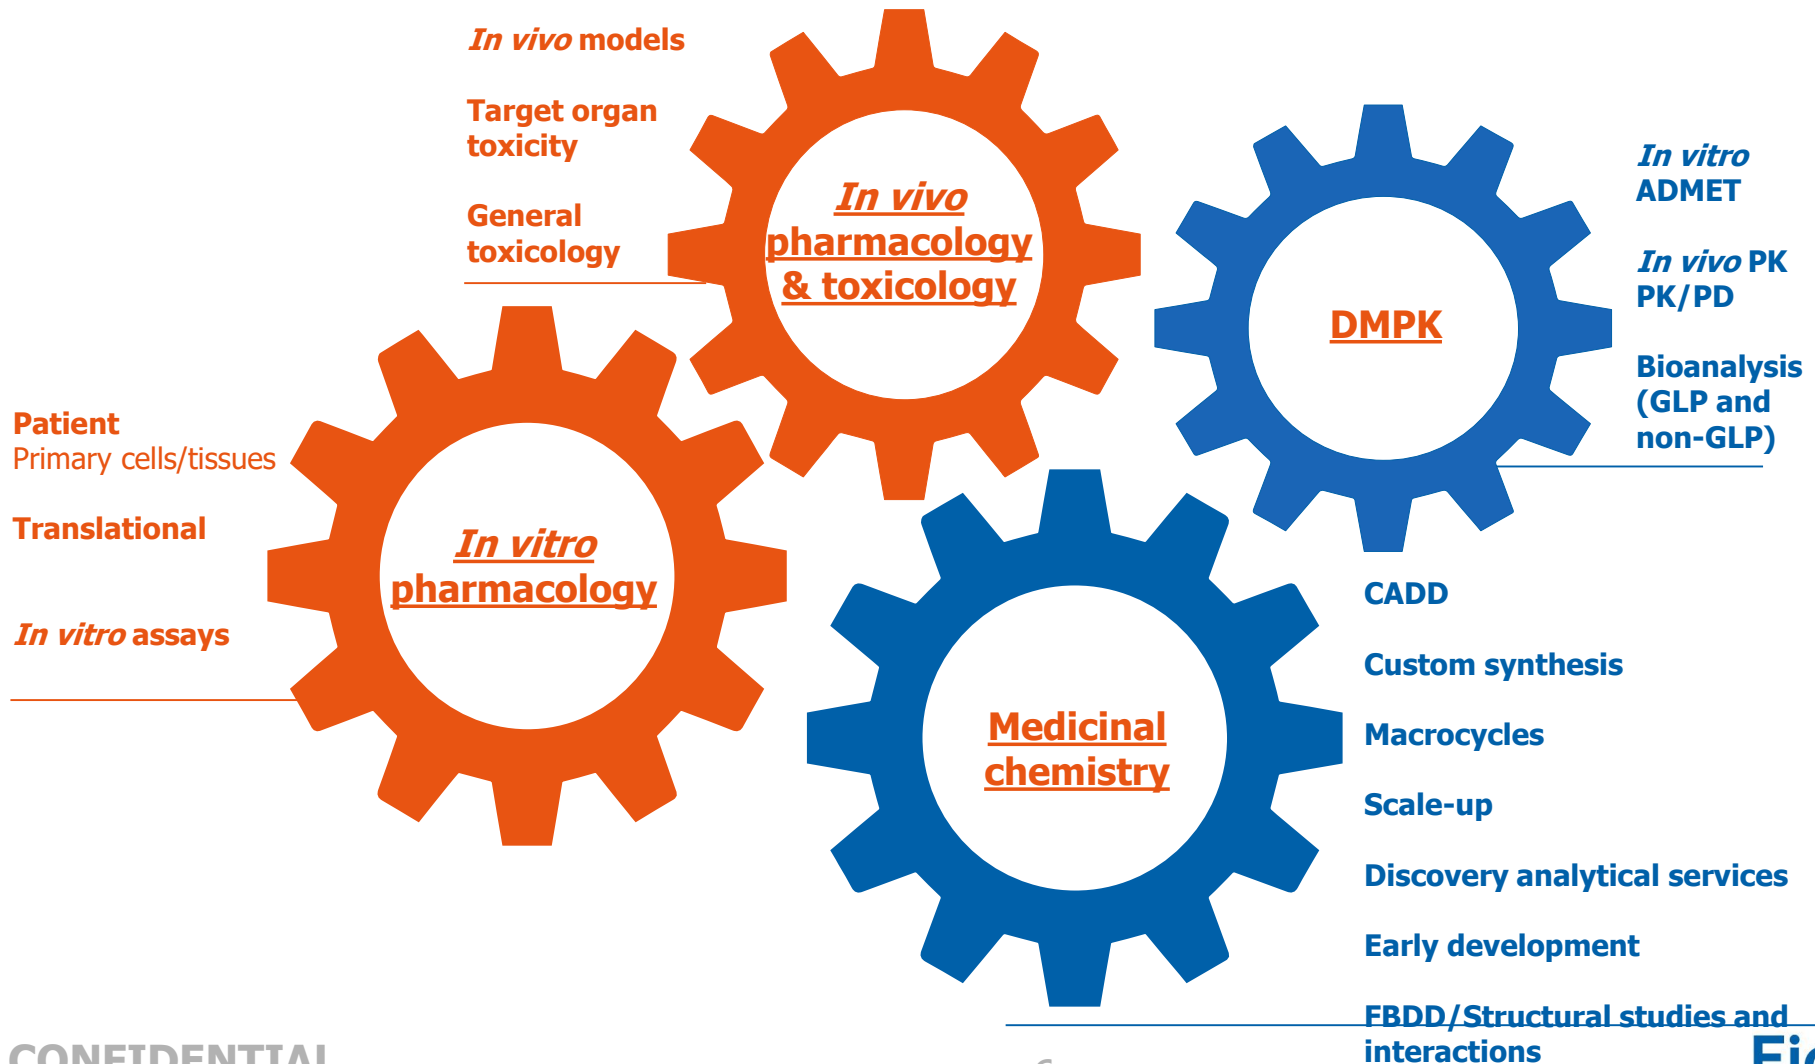 In vivo models
Target organ
toxicity
General
toxicology
In vivo
pharmacology
& toxicology
In vitro
ADMET
In vivo PK
PK/PD
Bioanalysis
(GLP and
non-GLP)
DMPK
Patient
Primary cells/tissues
Translational
In vitro assays
In vitro
pharmacology
Medicinal
chemistry
CADD
Custom synthesis
Macrocycles
Scale-up
Discovery analytical services
Early development
FBDD/Structural studies and
interactions
CONFIDENTIAL